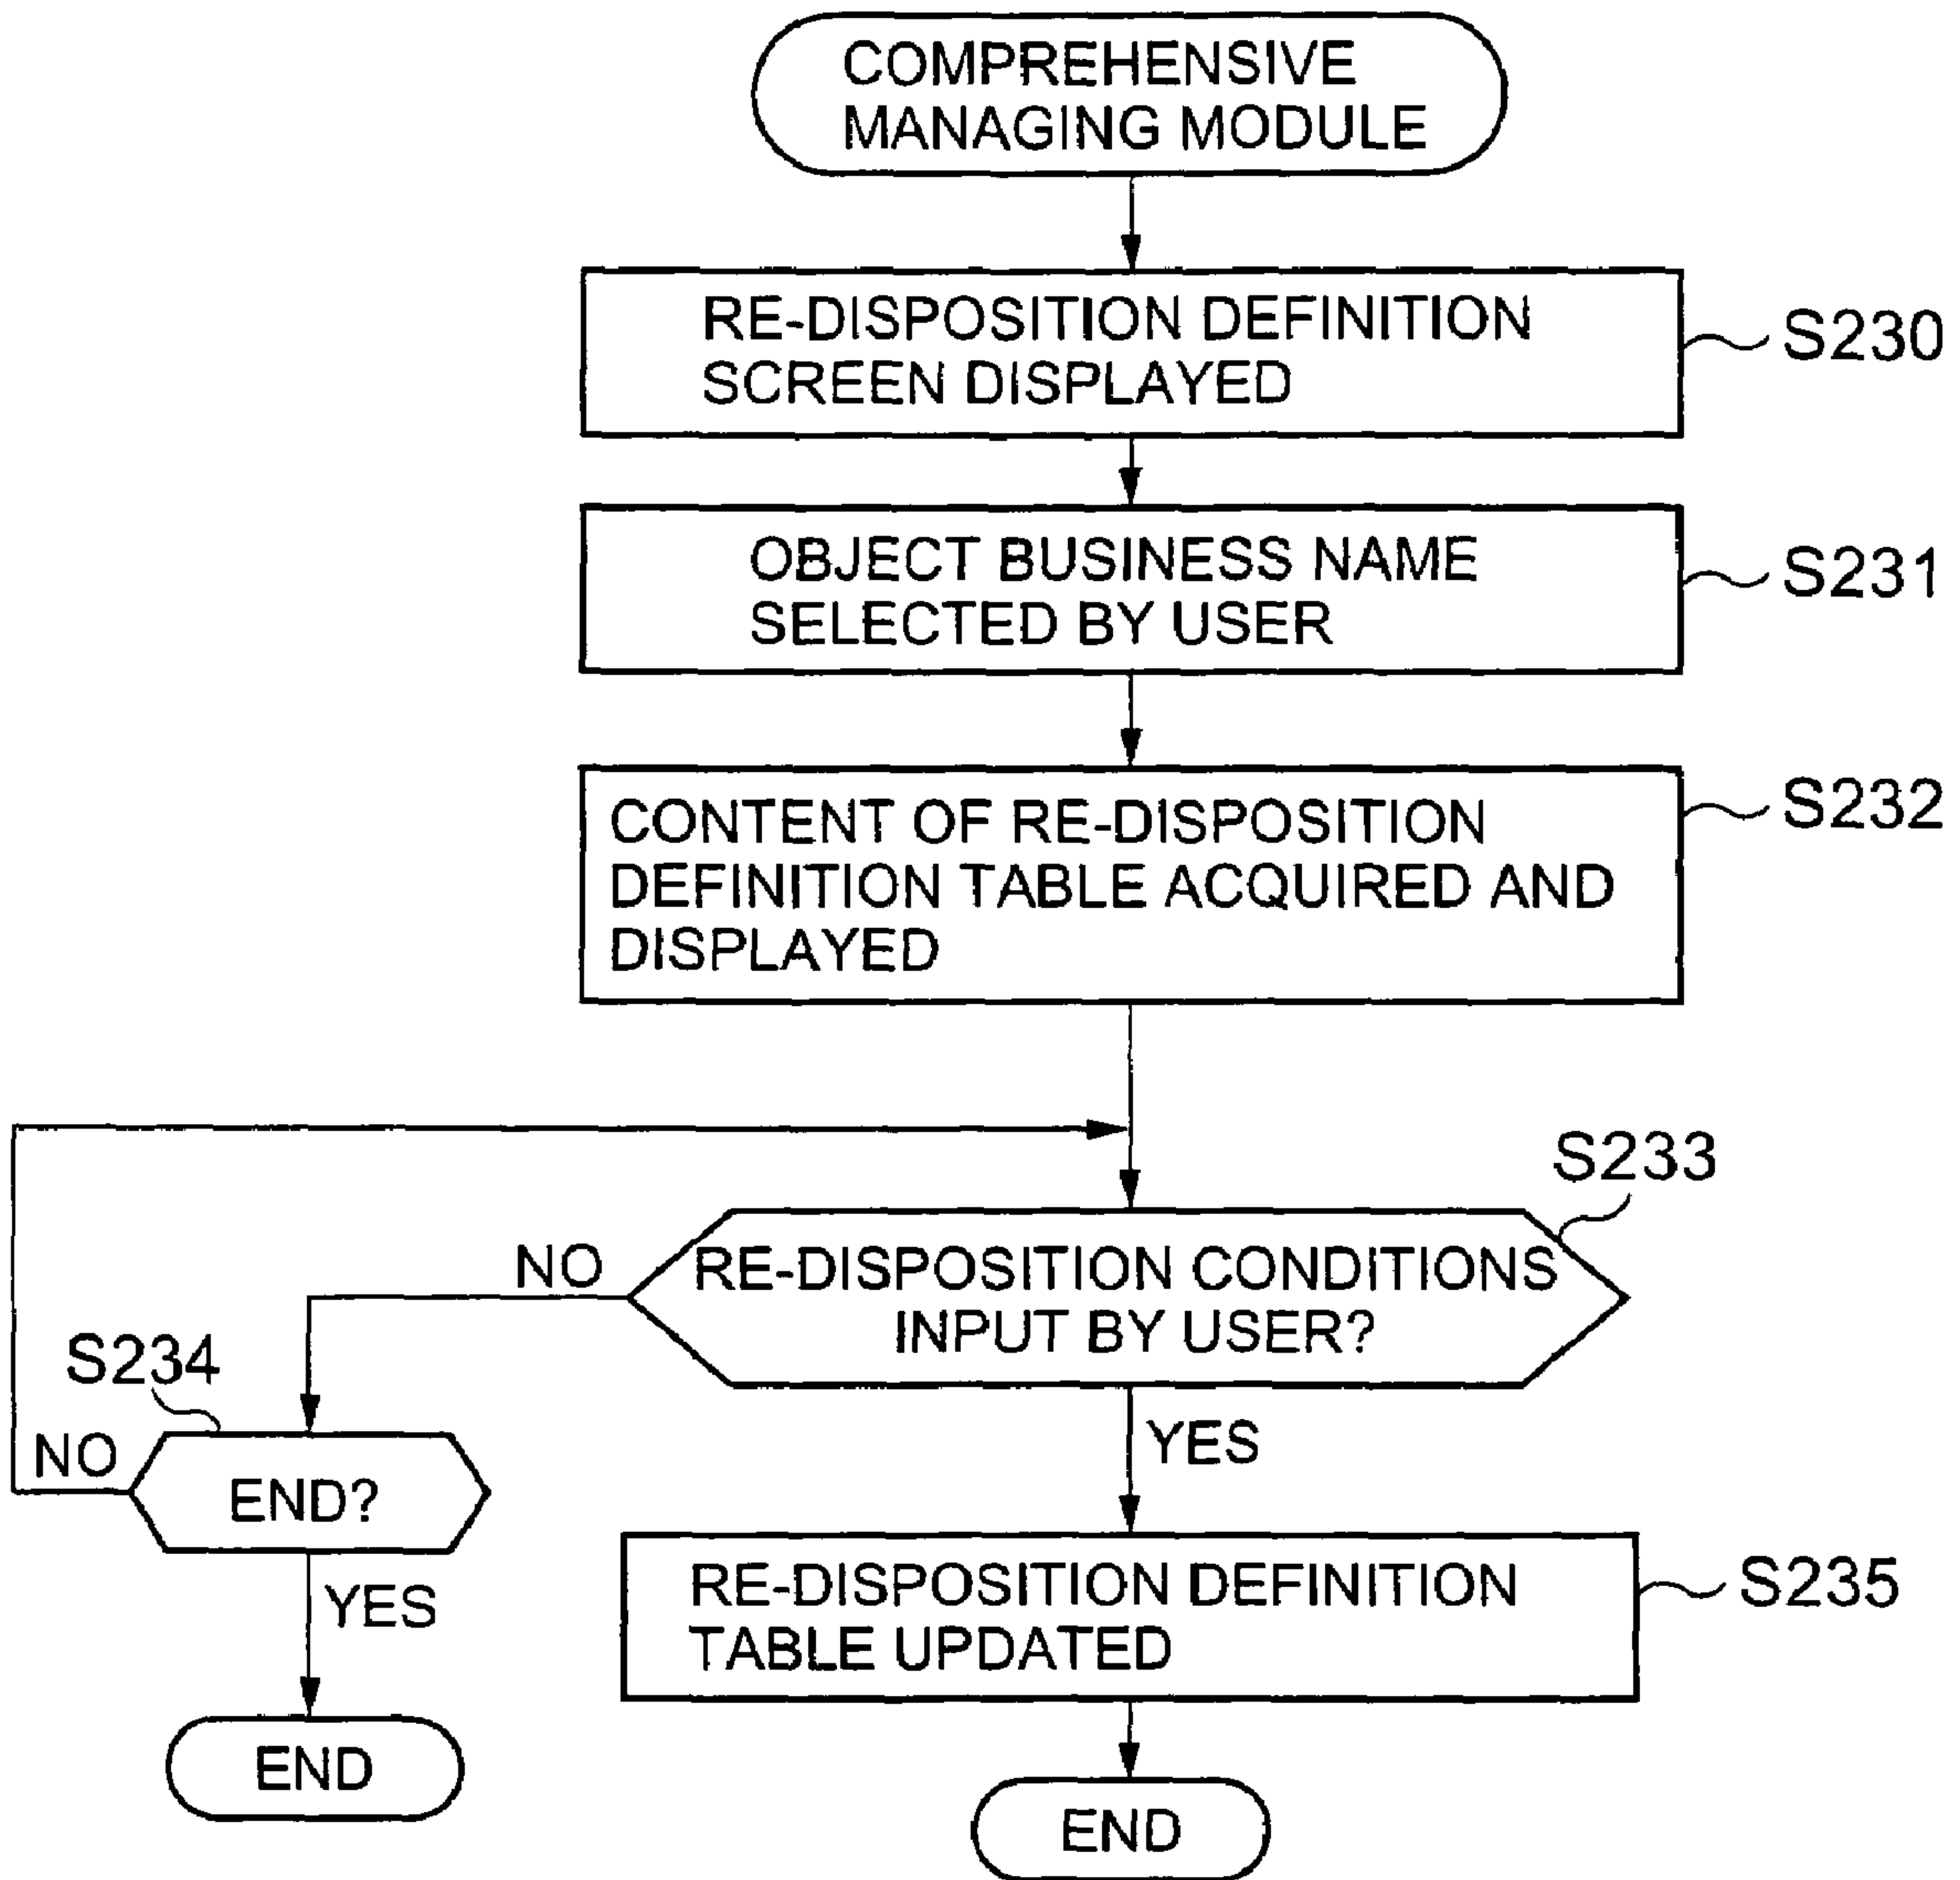 COMPREHENSIVE
MANAGING MODULE
RE-DISPOSITION DEFINITION
SCREEN DISPLAYED
S230
OBJECT BUSINESS NAME
SELECTED BY USER
S231
CONTENT OF RE-DISPOSITION
DEFINITION TABLE ACQUIRED AND
DISPLAYED
S232
S233
NO
RE-DISPOSITION CONDITIONS
INPUT BY USER?
S234
NO
END?
YES
YES
RE-DISPOSITION DEFINITION
TABLE UPDATED
S235
END
END